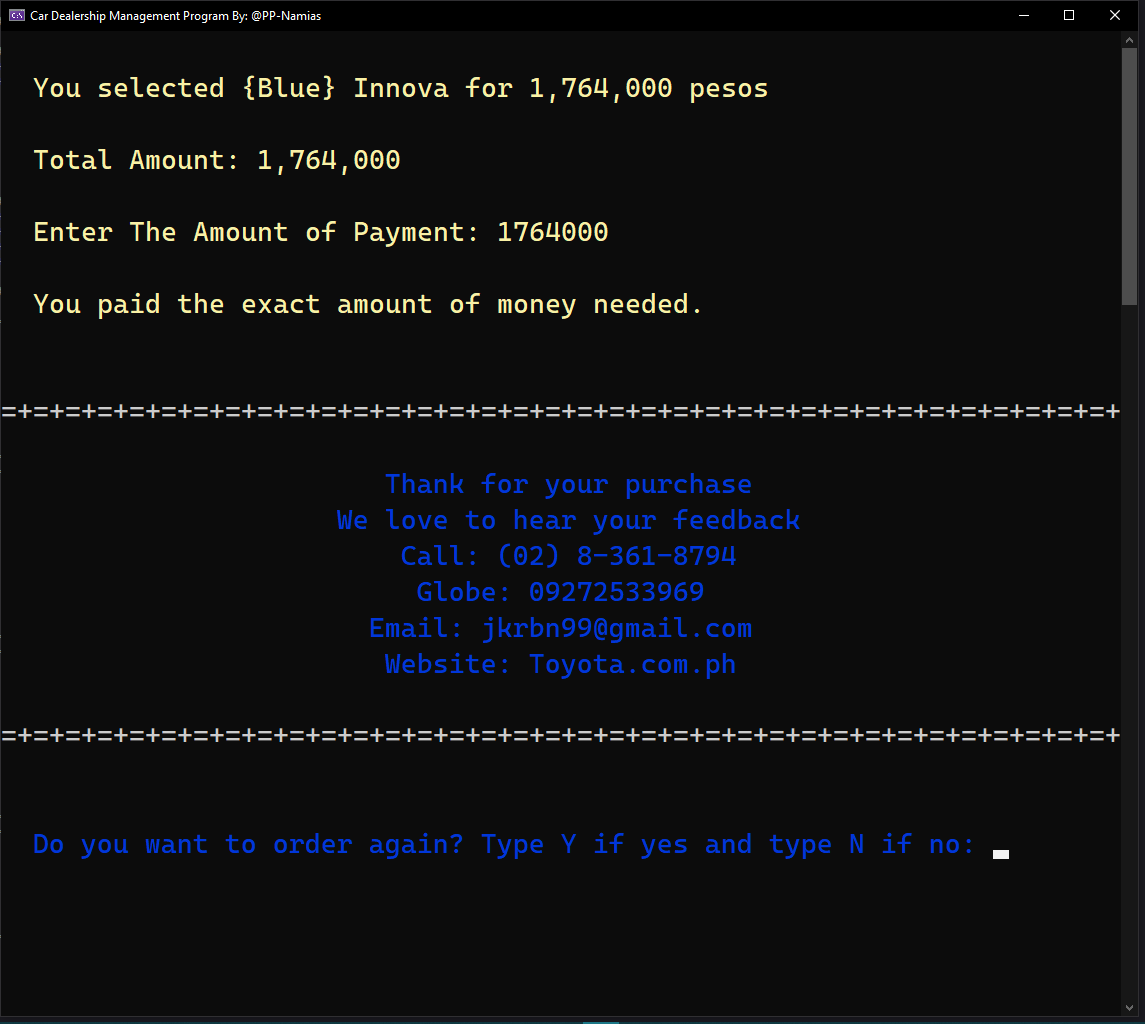 Car Dealership Management Program By: @PP-Namias
You selected {Blue} Innova for 1,764,000 pesos
Total Amount: 1,764,000
Enter The Amount of Payment: 1764000
You paid the exact amount of money needed.
=+=+=+=+=+=+=+=+=+=+=+=+=+=+=+=+=+=+=+=+=+=+=+=+=+=+=+=+=+=+=+=+=+=+=+
Thank for your purchase
We love to hear your feedback
Call: (02) 8-361-8794
Globe: 09272533969
Email: jkrbn99@gmail.com
Website: Toyota.com.ph
=+=+=+=+=+=+=+=+=+=+=+=+=+=+=+=+=+=+=+=+=+=+=+=+=+=+=+=+=+=+=+=+=+=+=+
Do you want to order again? Type Y if yes and type N if no: